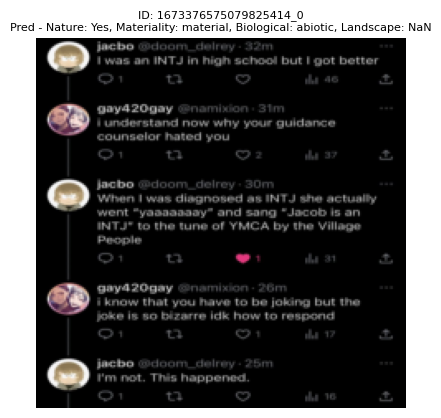 ID: 1673376575079825414_0
Pred - Nature: Yes, Materiality: material, Biological: abiotic, Landscape: NaN
jacbo @doom_delrey · 32m
I was an INTJ in high school but I got better
1 46
gay420gay @namixion · 31m
i understand now why your guidance
counselor hated you
1 2 37
jacbo @doom_delrey · 30m
When I was diagnosed as INTJ she actually
went "yaaaaaaay" and sang "Jacob is an
INTJ" to the tune of YMCA by the Village
People
1 1 31
gay420gay @namixion · 26m
i know that you have to be joking but the
joke is so bizarre idk how to respond
1 1 17
jacbo @doom_delrey · 25m
I'm not. This happened.
1 16